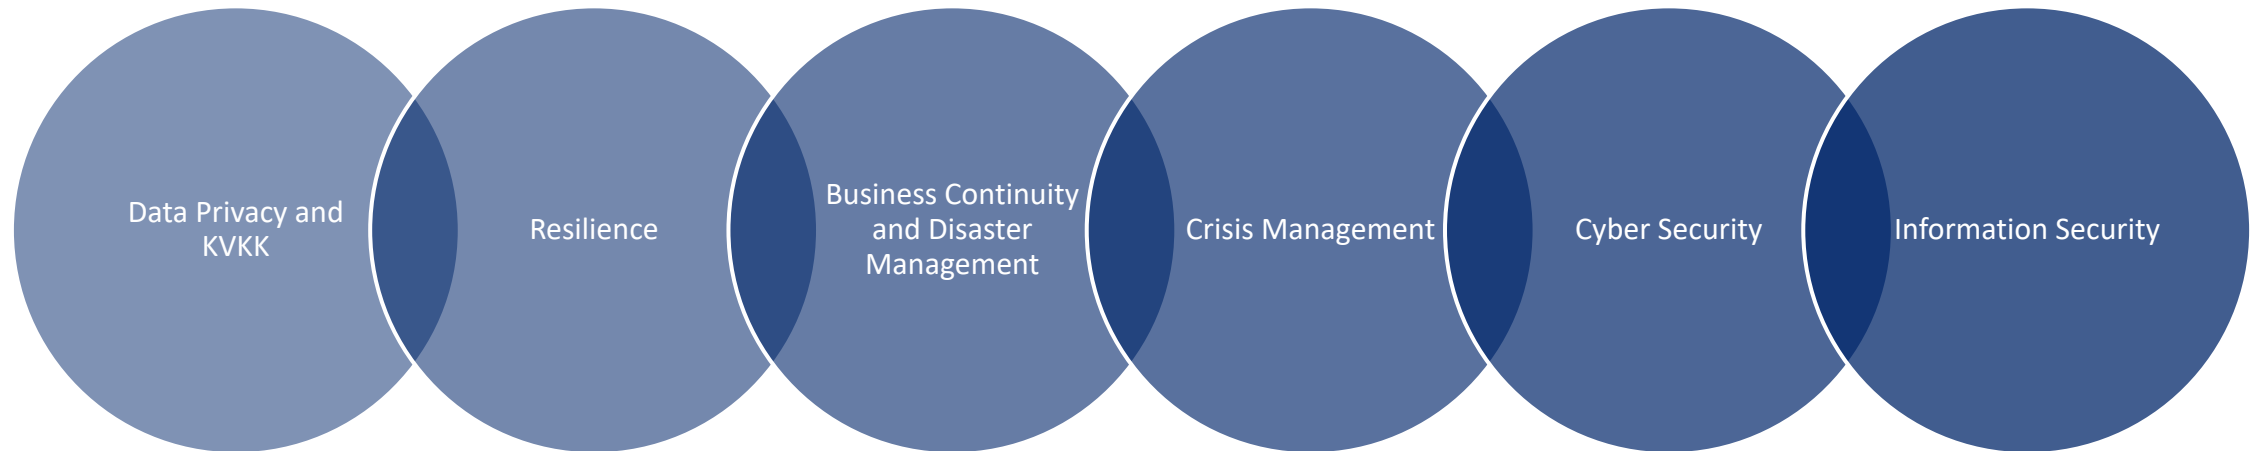 Data Privacy and
KVKK
Resilience
Business Continuity
and Disaster
Management
Crisis Management
Cyber Security
Information Security